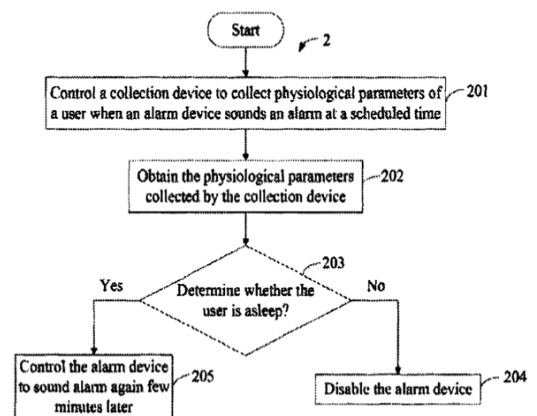 Start
2
Control a collection device to collect physiological parameters of
a user when an alarm device sounds an alarm at a scheduled time
201
Obtain the physiological parameters
collected by the collection device
202
203
Determine whether the
user is asleep?
Yes
No
Control the alarm device
to sound alarm again few
minutes later
205
Disable the alarm device
204